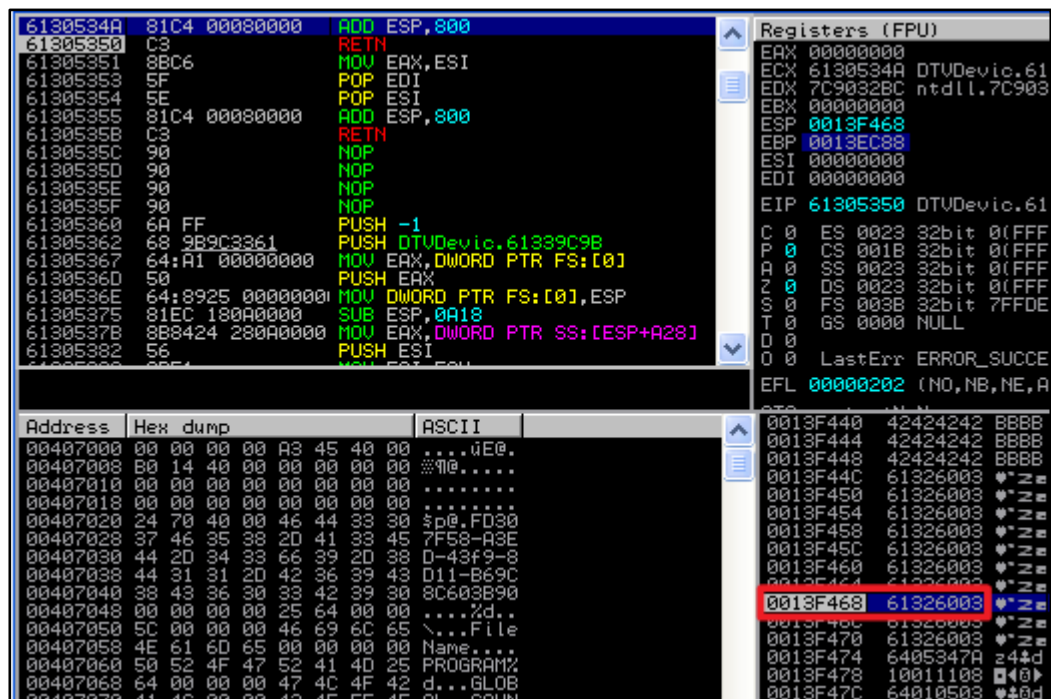 6130534A 81C4 00080000 ADD ESP,800
61305350 C3 RETN
61305351 8BC6 MOV EAX,ESI
61305353 5F POP EDI
61305354 5E POP ESI
61305355 81C4 00080000 ADD ESP,800
6130535B C3 RETN
6130535C 90 NOP
6130535D 90 NOP
6130535E 90 NOP
6130535F 90 NOP
61305360 6A FF PUSH -1
61305362 68 9B9C3361 PUSH DTVDevic.61339C9B
61305367 64:A1 00000000 MOV EAX,DWORD PTR FS:[0]
6130536D 50 PUSH EAX
6130536E 64:8925 0000000 MOV DWORD PTR FS:[0],ESP
61305375 81EC 180A0000 SUB ESP,0A18
6130537B 8B8424 280A0000 MOV EAX,DWORD PTR SS:[ESP+A28]
61305382 56 PUSH ESI
Registers (FPU)
EAX 00000000
ECX 6130534A DTVDevic.61
EDX 7C9032BC ntdll.7C903
EBX 00000000
ESP 0013F468
EBP 0013EC88
ESI 00000000
EDI 00000000
EIP 61305350 DTVDevic.61
C 0 ES 0023 32bit 0(FFF
P 0 CS 001B 32bit 0(FFF
A 0 SS 0023 32bit 0(FFF
Z 0 DS 0023 32bit 0(FFF
S 0 FS 003B 32bit 7FFDE
T 0 GS 0000 NULL
D 0
O 0 LastErr ERROR_SUCCE
EFL 00000202 (NO,NB,NE,A
Address Hex dump ASCII
00407000 00 00 00 00 A3 45 40 00 ....úE@.
00407008 B0 14 40 00 00 00 00 00 ░¶@.....
00407010 00 00 00 00 00 00 00 00 ........
00407018 00 00 00 00 00 00 00 00 ........
00407020 24 70 40 00 46 44 33 30 $p@.FD30
00407028 37 46 35 38 2D 41 33 45 7F58-A3E
00407030 44 2D 34 33 66 39 2D 38 D-43f9-8
00407038 44 31 31 2D 42 36 39 43 D11-B69C
00407040 38 43 36 30 33 42 39 30 8C603B90
00407048 00 00 00 00 25 64 00 00 ....%d..
00407050 5C 00 00 00 46 69 6C 65 \...File
00407058 4E 61 6D 65 00 00 00 00 Name....
00407060 50 52 4F 47 52 41 4D 25 PROGRAM%
00407068 64 00 00 00 47 4C 4F 42 d...GLOB
0013F440 42424242 BBBB
0013F444 42424242 BBBB
0013F448 42424242 BBBB
0013F44C 61326003
0013F450 61326003
0013F454 61326003
0013F458 61326003
0013F45C 61326003
0013F460 61326003
0013F464 61326003
0013F468 61326003
0013F470 61326003
0013F474 6405347A z4♣d
0013F478 10011108